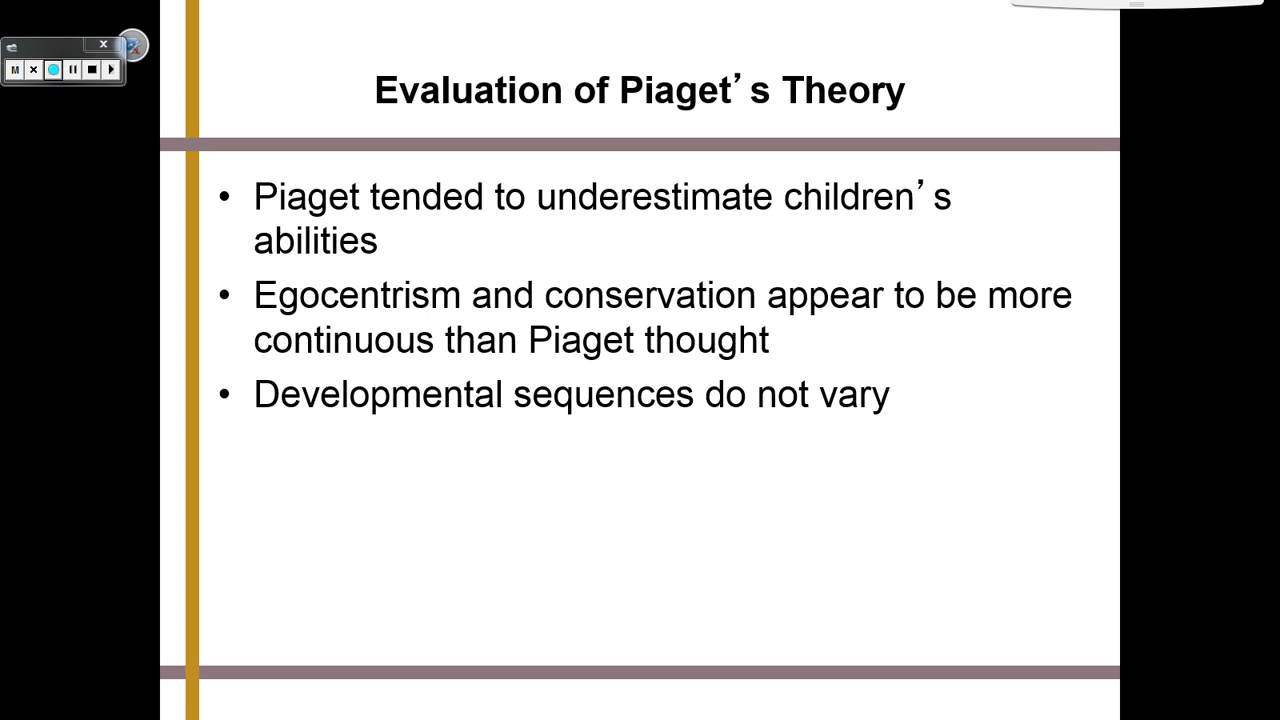 Evaluation of Piaget’s Theory
M
• Piaget tended to underestimate children’s
abilities
• Egocentrism and conservation appear to be more
continuous than Piaget thought
• Developmental sequences do not vary